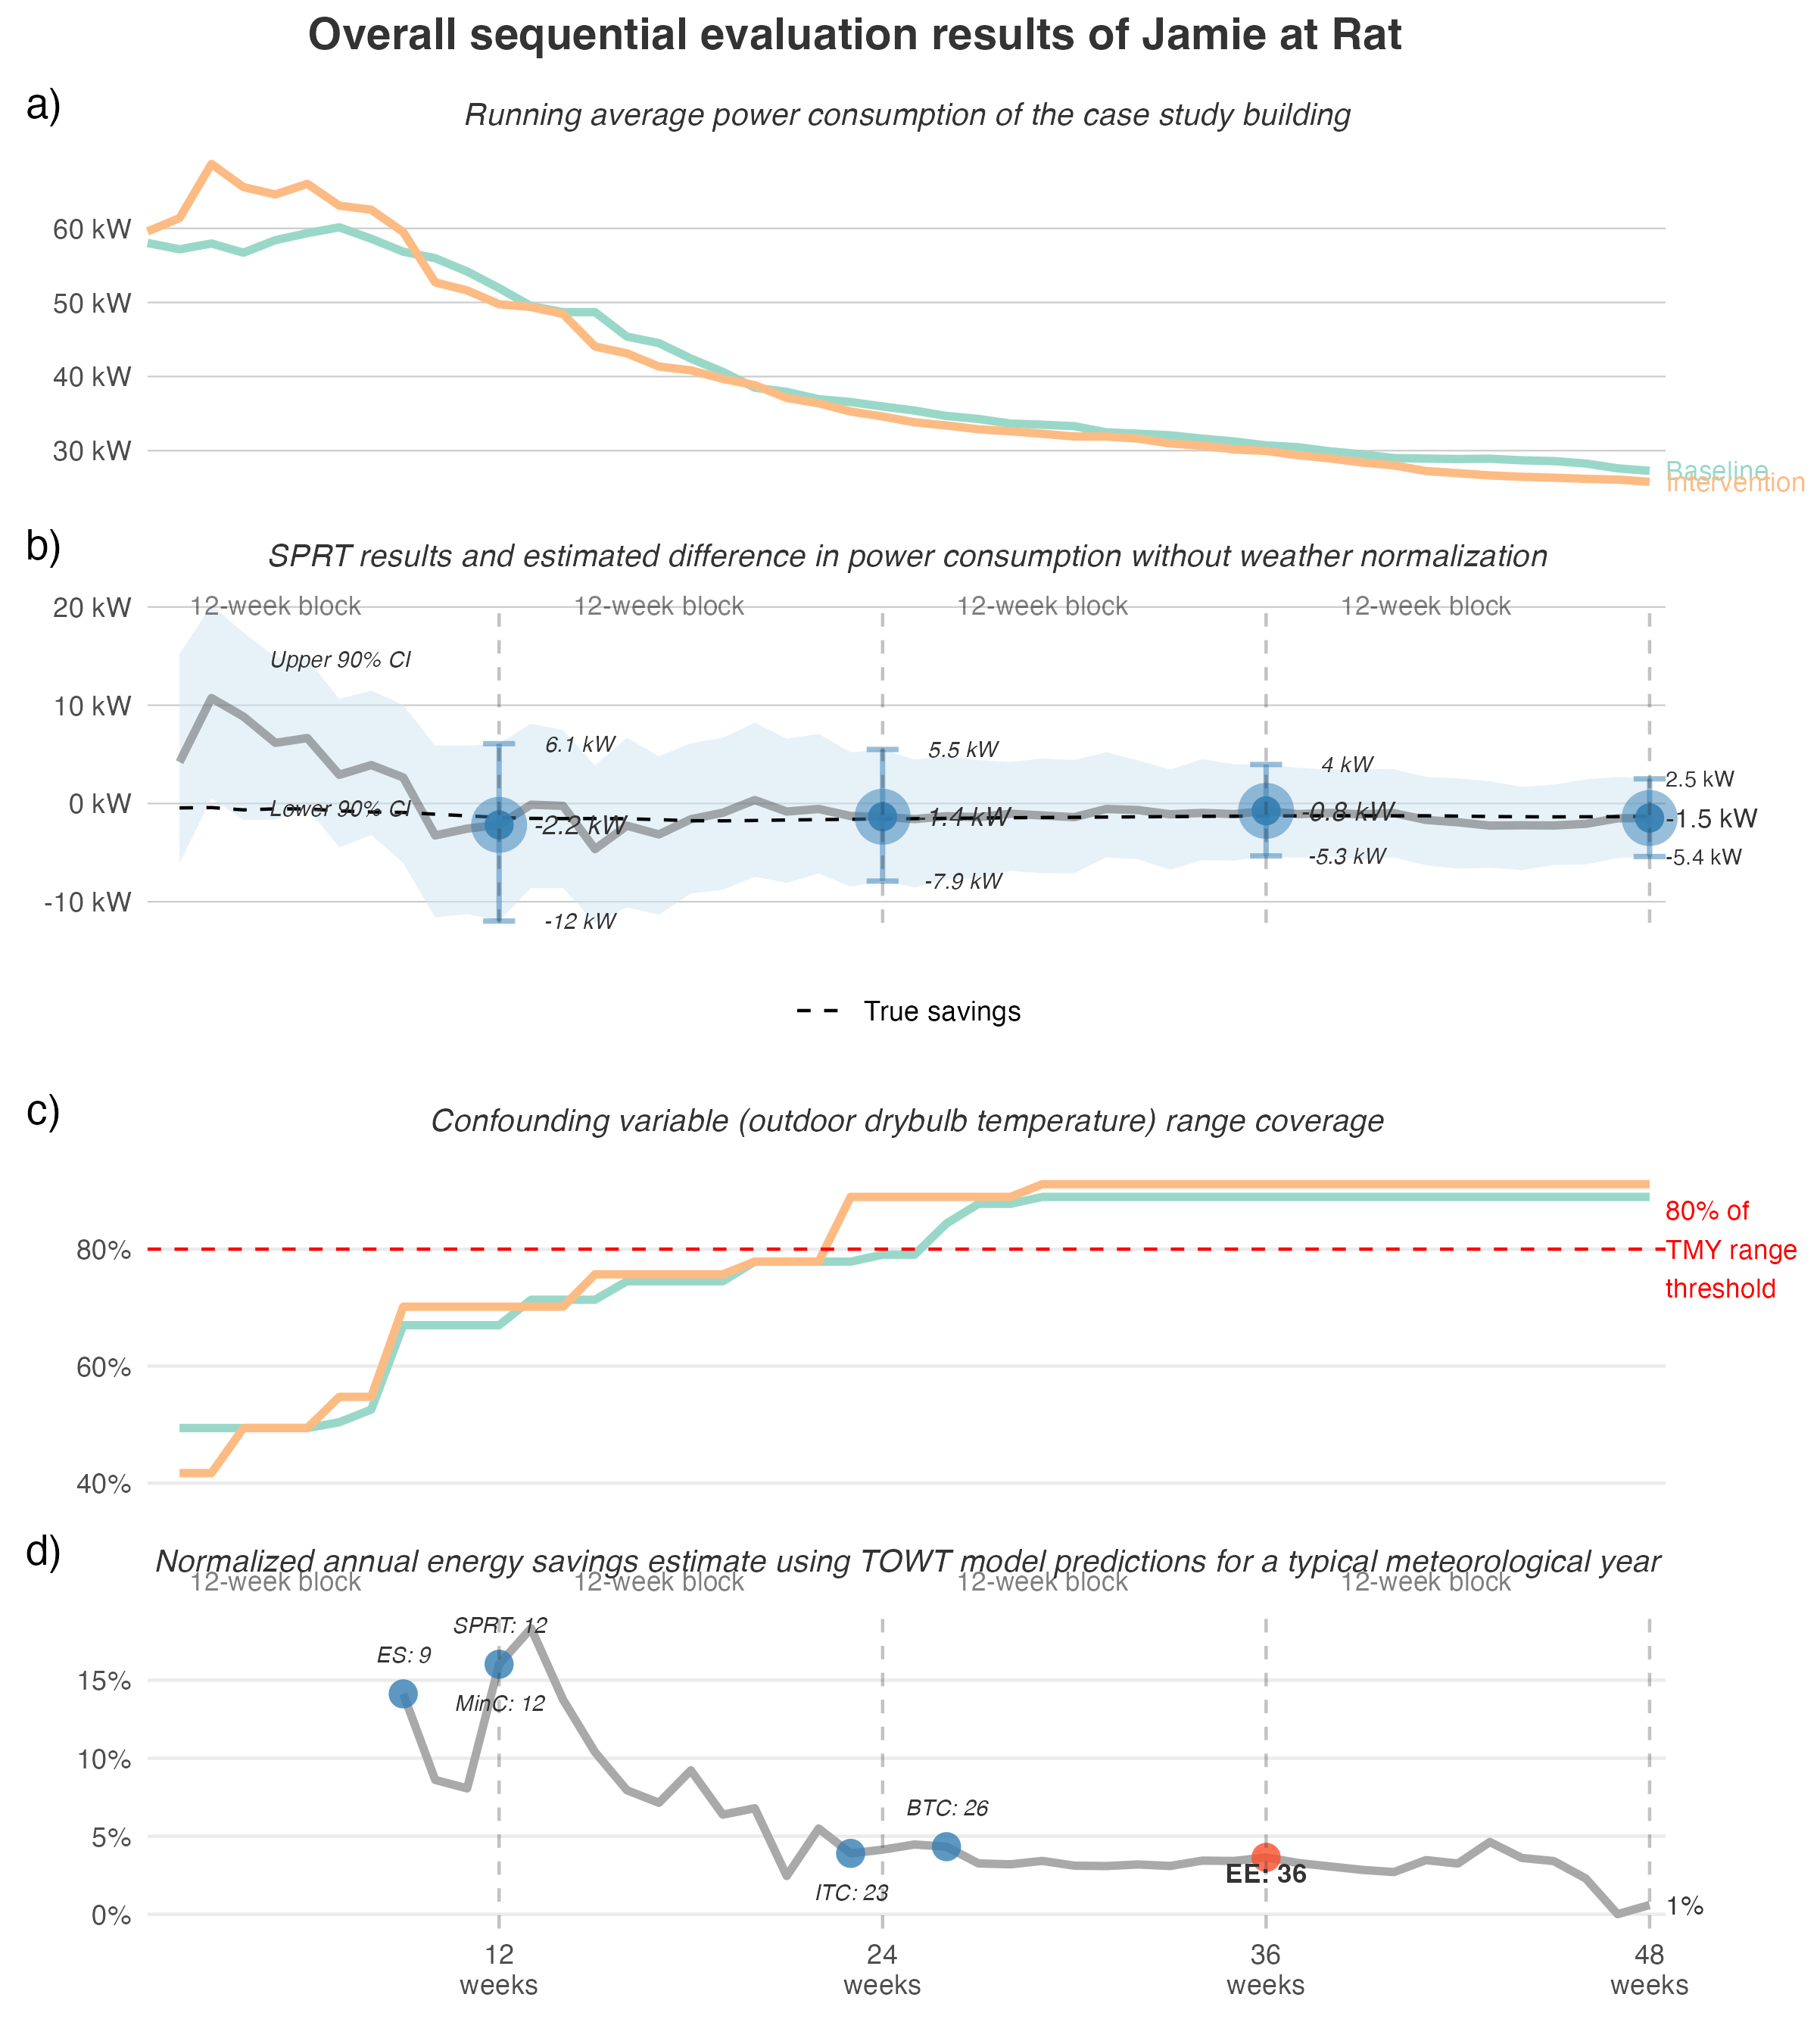 Overall sequential evaluation results of Jamie at Rat
a)
Running average power consumption of the case study building
60 kW
50 kW
40 kW
30 kW
Baseline
Intervention
b)
SPRT results and estimated difference in power consumption without weather normalization
20 kW
12-week block
12-week block
12-week block
12-week block
Upper 90% CI
10 kW
6.1 kW
5.5 kW
4 kW
2.5 kW
0 kW
Lower 90% CI
-2.2 kW
-1.4 kW
-0.8 kW
-1.5 kW
-5.3 kW
-5.4 kW
-7.9 kW
-10 kW
-12 kW
True savings
c)
Confounding variable (outdoor drybulb temperature) range coverage
80% of
TMY range
threshold
80%
60%
40%
d)
Normalized annual energy savings estimate using TOWT model predictions for a typical meteorological year
12-week block
12-week block
12-week block
12-week block
SPRT: 12
ES: 9
15%
MinC: 12
10%
BTC: 26
5%
EE: 36
ITC: 23
0%
1%
12
weeks
24
weeks
36
weeks
48
weeks